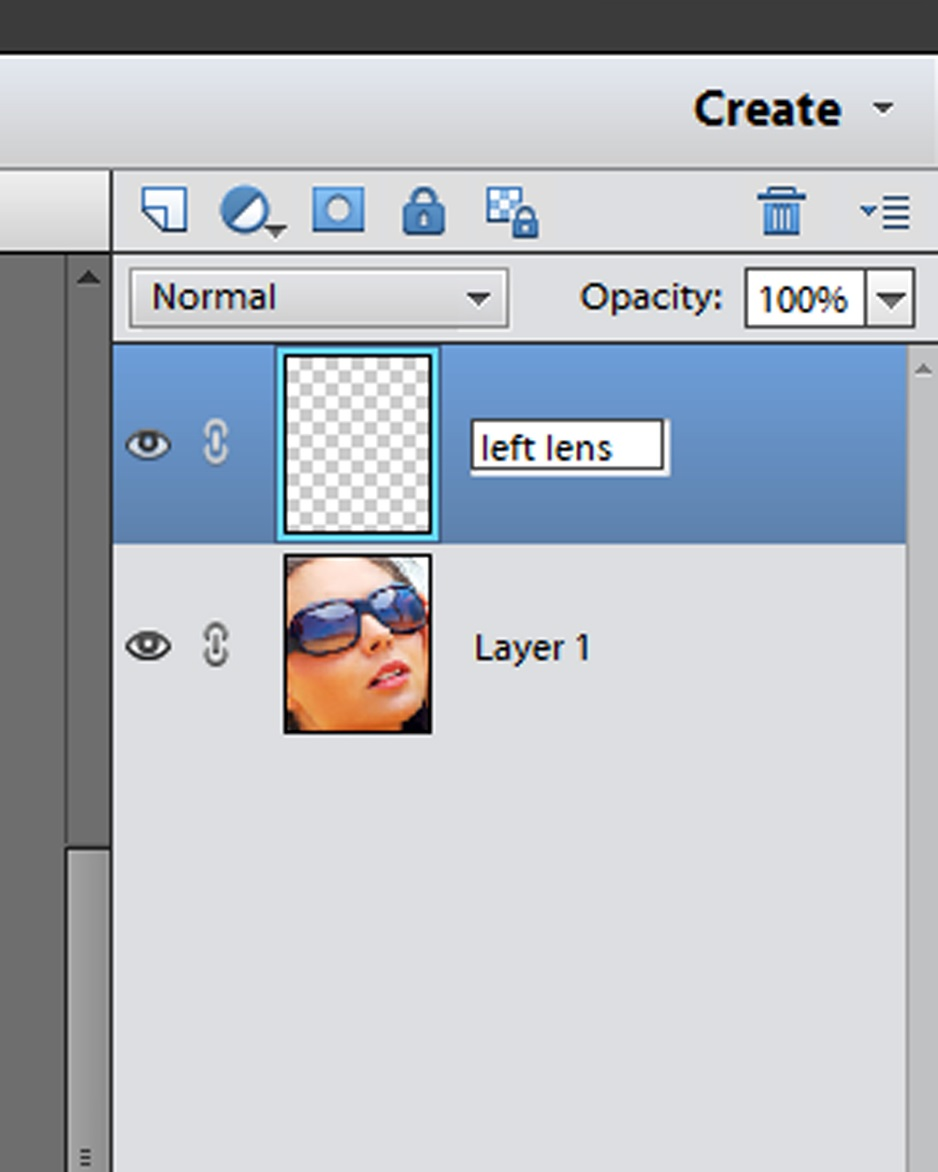 Create
Normal Opacity: 100%
left lens
Layer 1